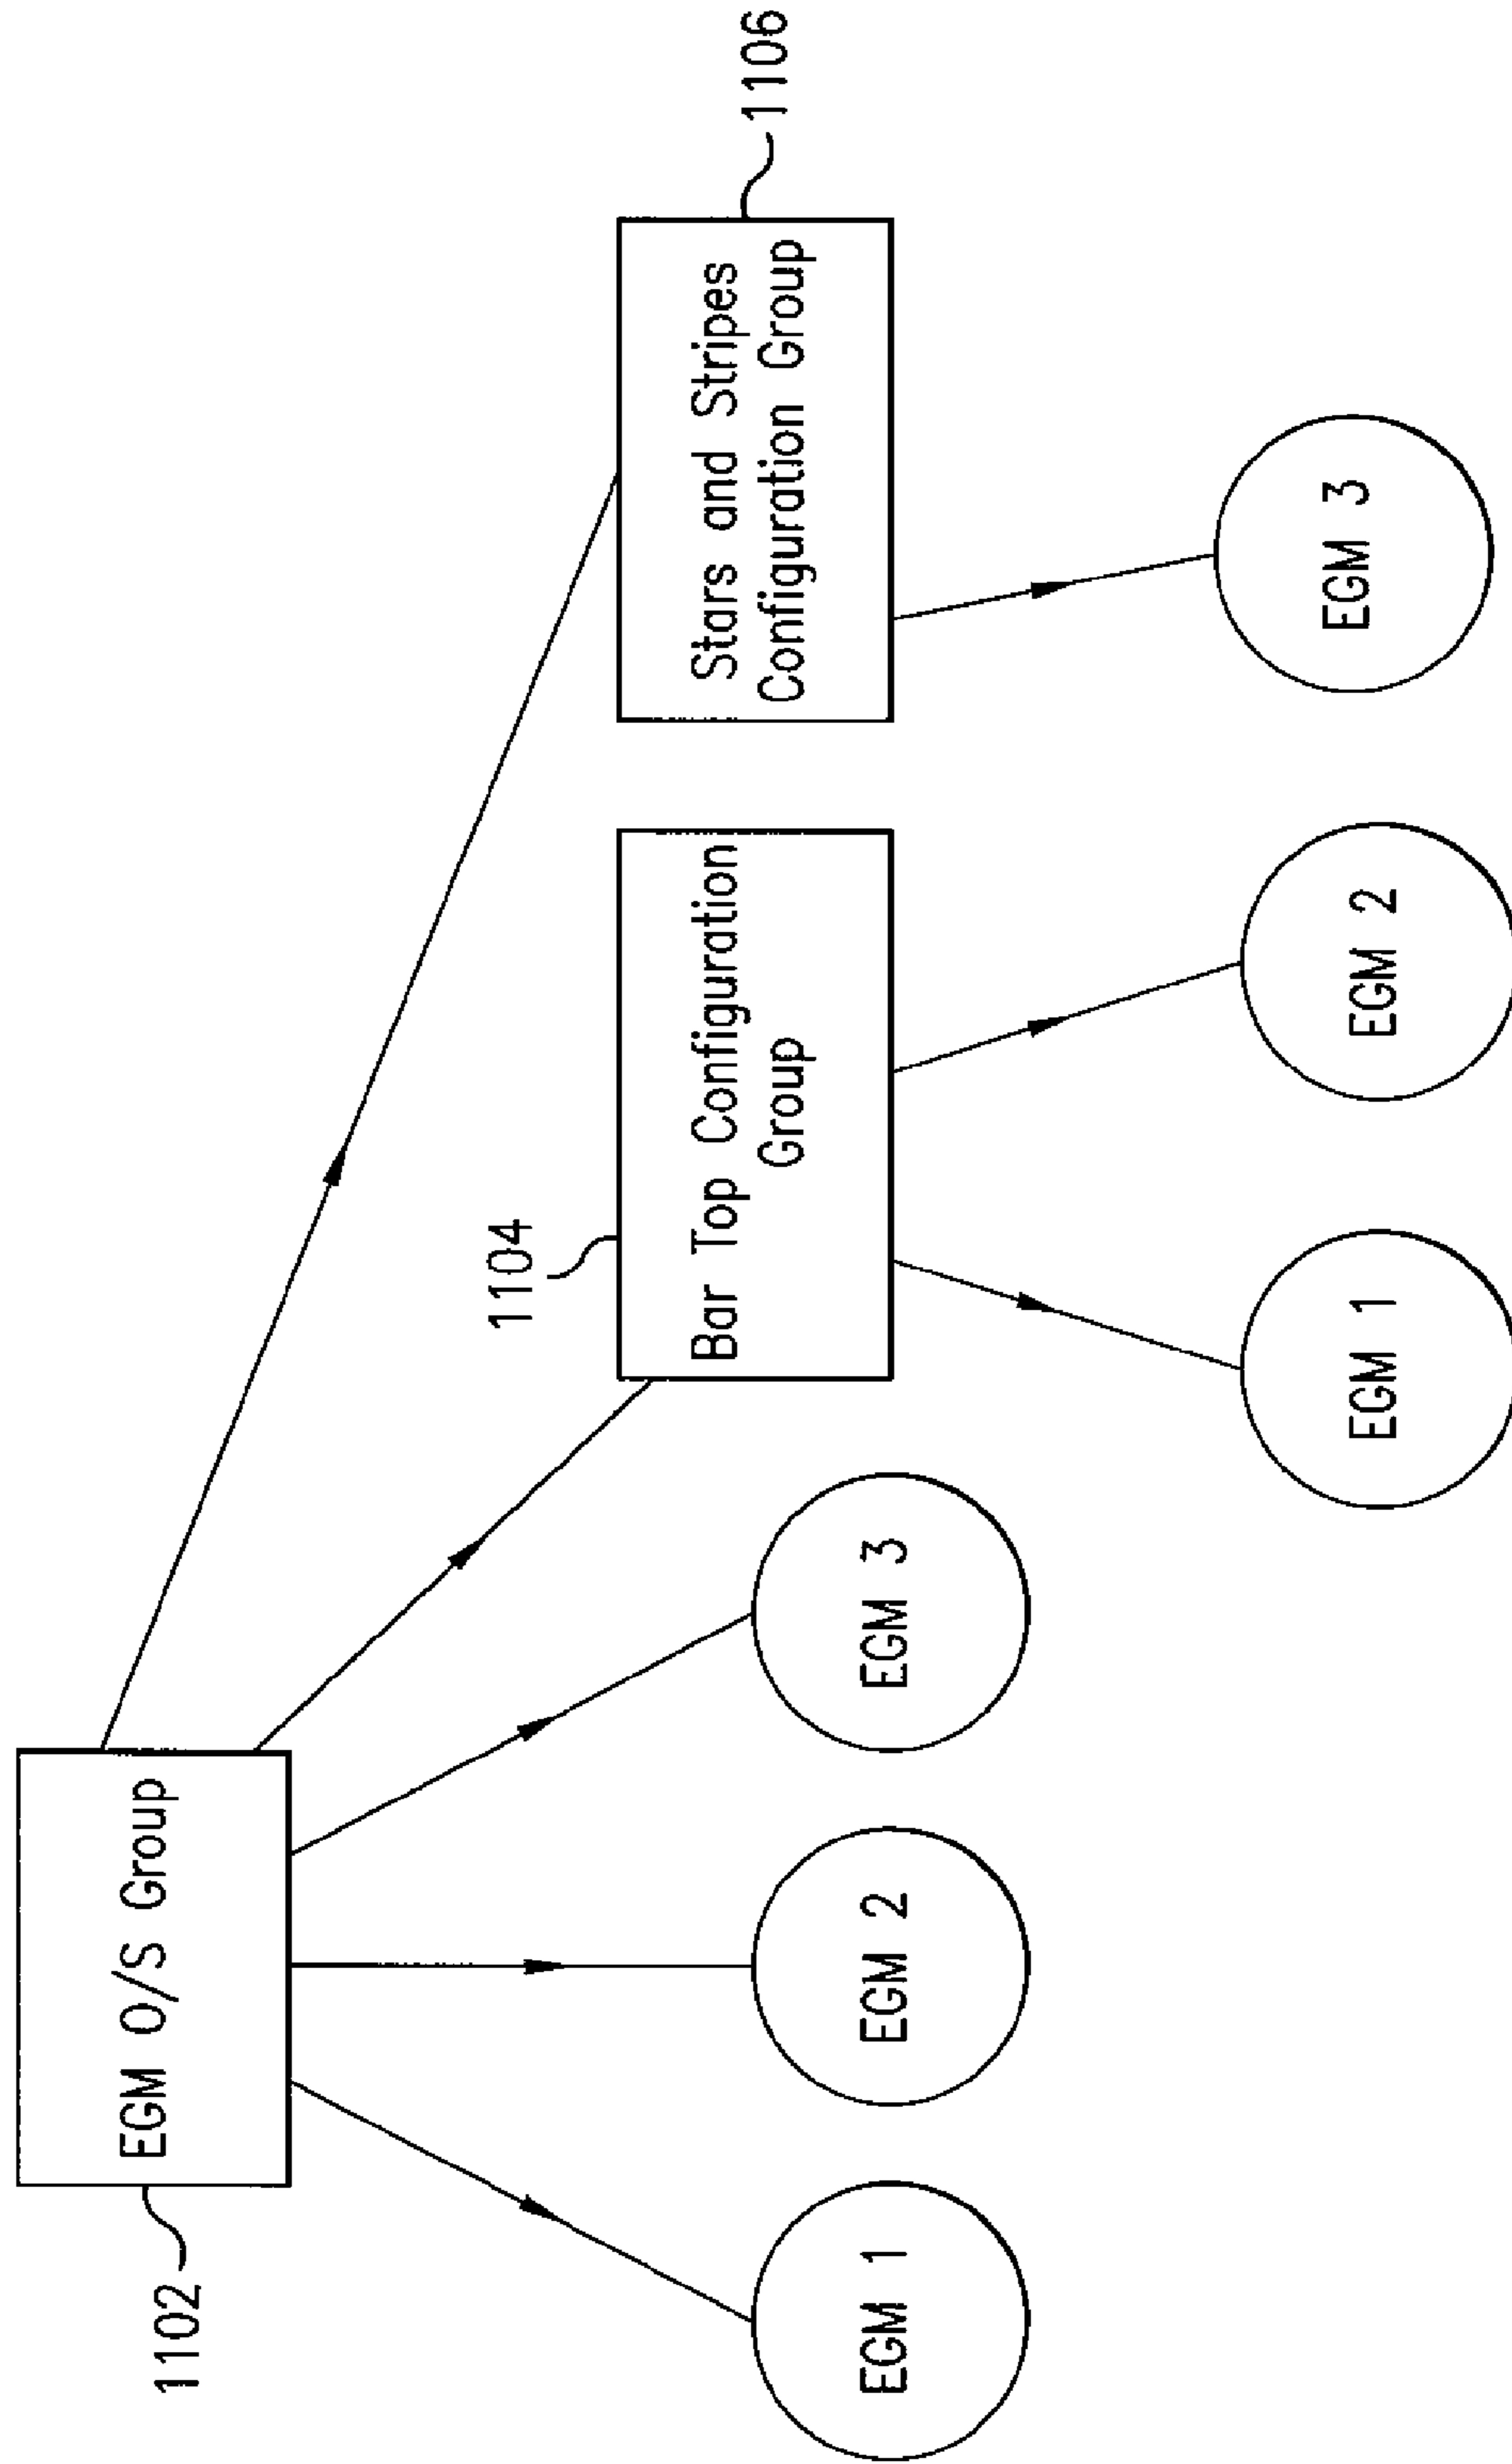 EGM O/S Group
1102
1106
Stars and Stripes
Configuration Group
1104
Bar Top Configuration
Group
EGM 1
EGM 2
EGM 3
EGM 1
EGM 2
EGM 3